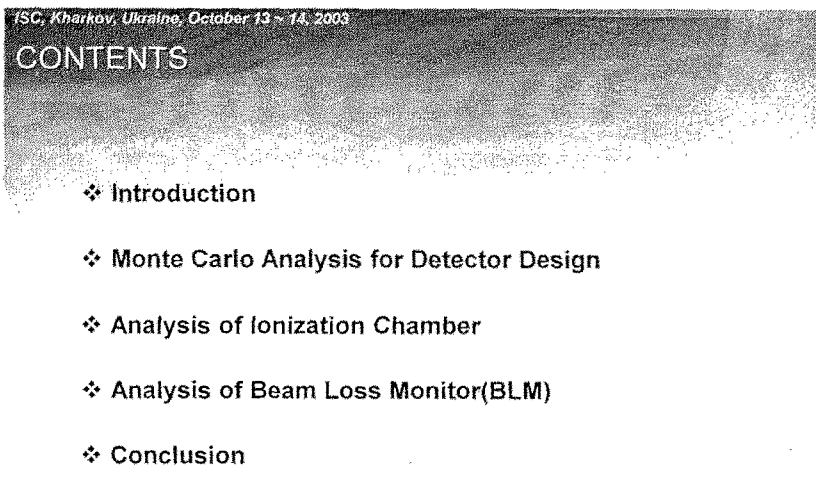 ISC, Kharkov, Ukraine, October 13 ~ 14, 2003
CONTENTS
❖ Introduction
❖ Monte Carlo Analysis for Detector Design
❖ Analysis of Ionization Chamber
❖ Analysis of Beam Loss Monitor(BLM)
❖ Conclusion